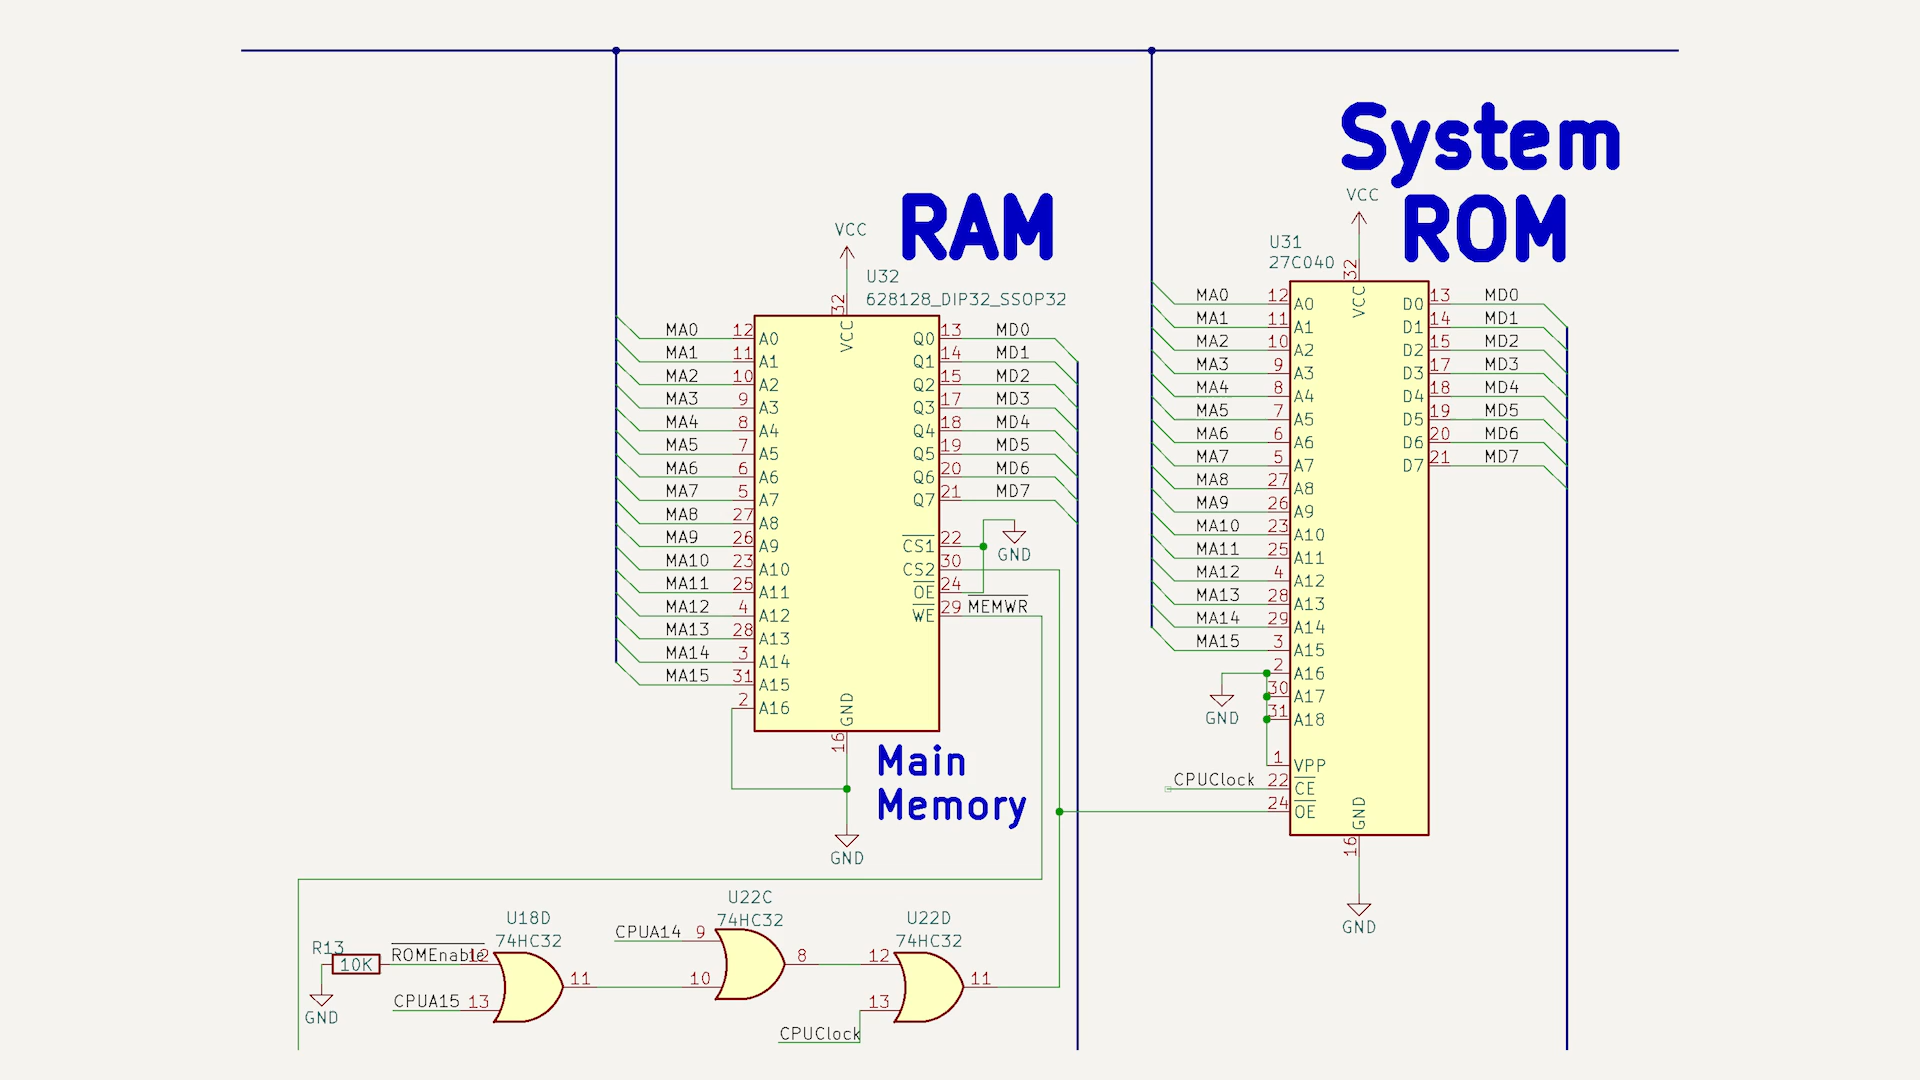 System
ROM
RAM
VCC
U31
27C040
32
VCC
MA0 12 A0
MA1 11 A1
MA2 10 A2
MA3 9 A3
MA4 8 A4
MA5 7 A5
MA6 6 A6
MA7 5 A7
MA8 27 A8
MA9 26 A9
MA10 23 A10
MA11 25 A11
MA12 4 A12
MA13 28 A13
MA14 29 A14
MA15 3 A15
2 A16
30 A17
31 A18
GND
1 VPP
CPUClock 22 CE
24 OE
D0 13 MD0
D1 14 MD1
D2 15 MD2
D3 17 MD3
D4 18 MD4
D5 19 MD5
D6 20 MD6
D7 21 MD7
GND
16
GND
VCC
U32
628128_DIP32_SSOP32
32
VCC
MA0 12 A0
MA1 11 A1
MA2 10 A2
MA3 9 A3
MA4 8 A4
MA5 7 A5
MA6 6 A6
MA7 5 A7
MA8 27 A8
MA9 26 A9
MA10 23 A10
MA11 25 A11
MA12 4 A12
MA13 28 A13
MA14 3 A14
MA15 31 A15
2 A16
Q0 13 MD0
Q1 14 MD1
Q2 15 MD2
Q3 17 MD3
Q4 18 MD4
Q5 19 MD5
Q6 20 MD6
Q7 21 MD7
CS1 22
GND
CS2 30
OE 24
WE 29 MEMWR
GND
16
Main
Memory
GND
U18D
74HC32
U22C
74HC32
U22D
74HC32
R13
10K
GND
ROMEnable 12
CPUA15 13
11
CPUA14 9
10
8
12
CPUClock 13
11